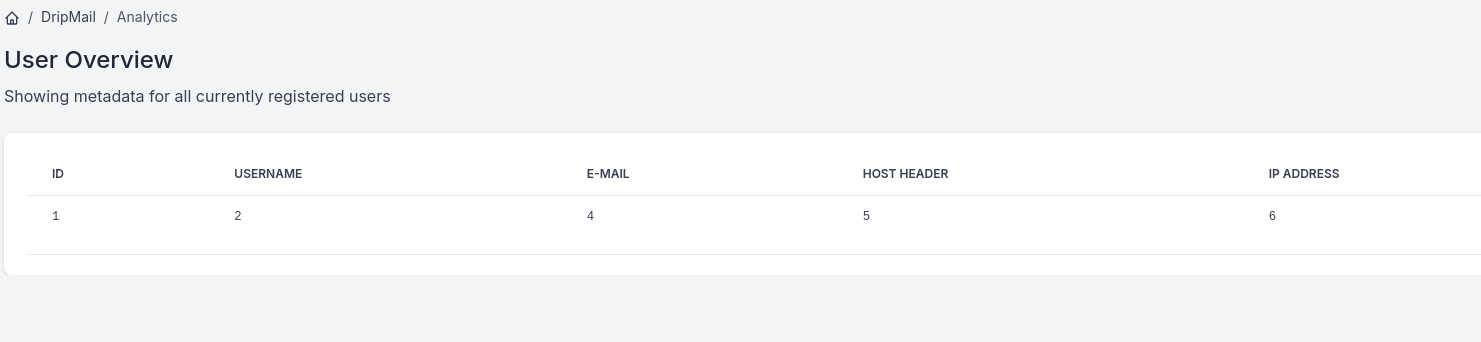 / DripMail / Analytics
User Overview
Showing metadata for all currently registered users
ID USERNAME E-MAIL HOST HEADER IP ADDRESS
1 2 4 5 6